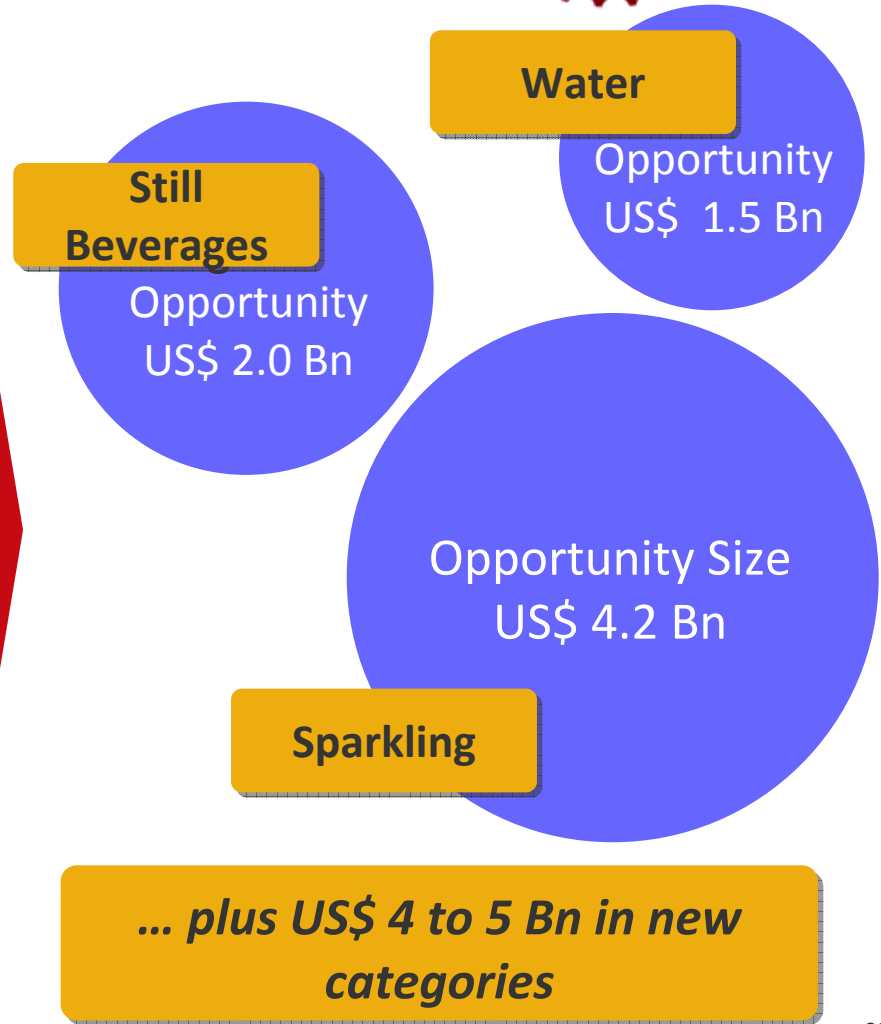 Water
Opportunity
US$ 1.5 Bn
Still
Beverages
Opportunity
US$ 2.0 Bn
Opportunity Size
US$ 4.2 Bn
Sparkling
... plus US$ 4 to 5 Bn in new
categories